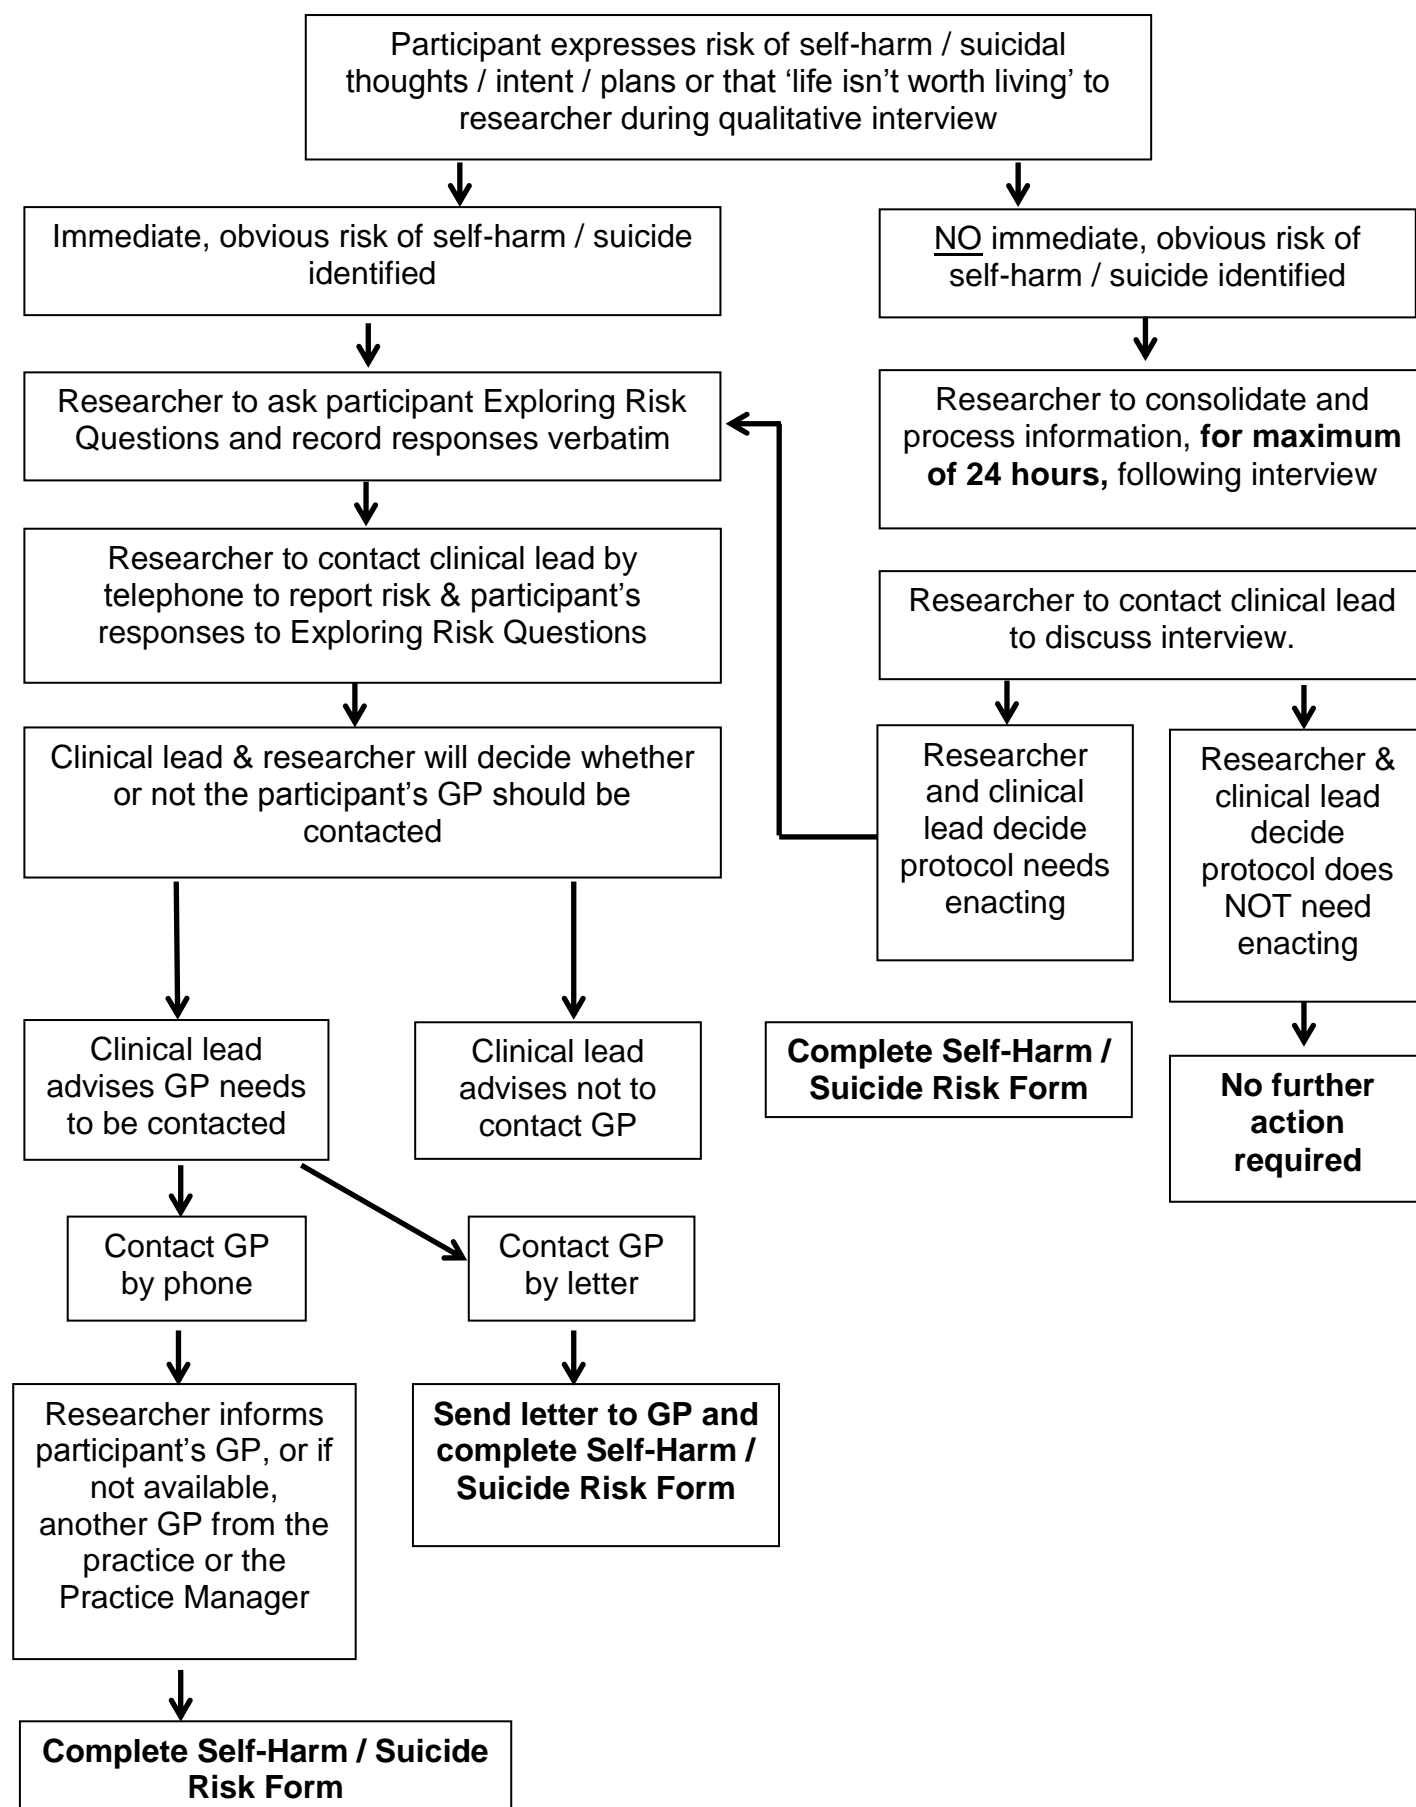 Participant expresses risk of self-harm / suicidal
thoughts / intent / plans or that ‘life isn’t worth living’ to
researcher during qualitative interview
Immediate, obvious risk of self-harm / suicide
identified
NO immediate, obvious risk of
self-harm / suicide identified
Researcher to ask participant Exploring Risk
Questions and record responses verbatim
Researcher to consolidate and
process information, for maximum
of 24 hours, following interview
Researcher to contact clinical lead by
telephone to report risk & participant’s
responses to Exploring Risk Questions
Researcher to contact clinical lead
to discuss interview.
Clinical lead & researcher will decide whether
or not the participant’s GP should be
contacted
Researcher
and clinical
lead decide
protocol needs
enacting
Researcher &
clinical lead
decide
protocol does
NOT need
enacting
Clinical lead
advises GP needs
to be contacted
Clinical lead
advises not to
contact GP
Complete Self-Harm /
Suicide Risk Form
No further
action
required
Contact GP
by phone
Contact GP
by letter
Researcher informs
participant’s GP, or if
not available,
another GP from the
practice or the
Practice Manager
Send letter to GP and
complete Self-Harm /
Suicide Risk Form
Complete Self-Harm / Suicide
Risk Form